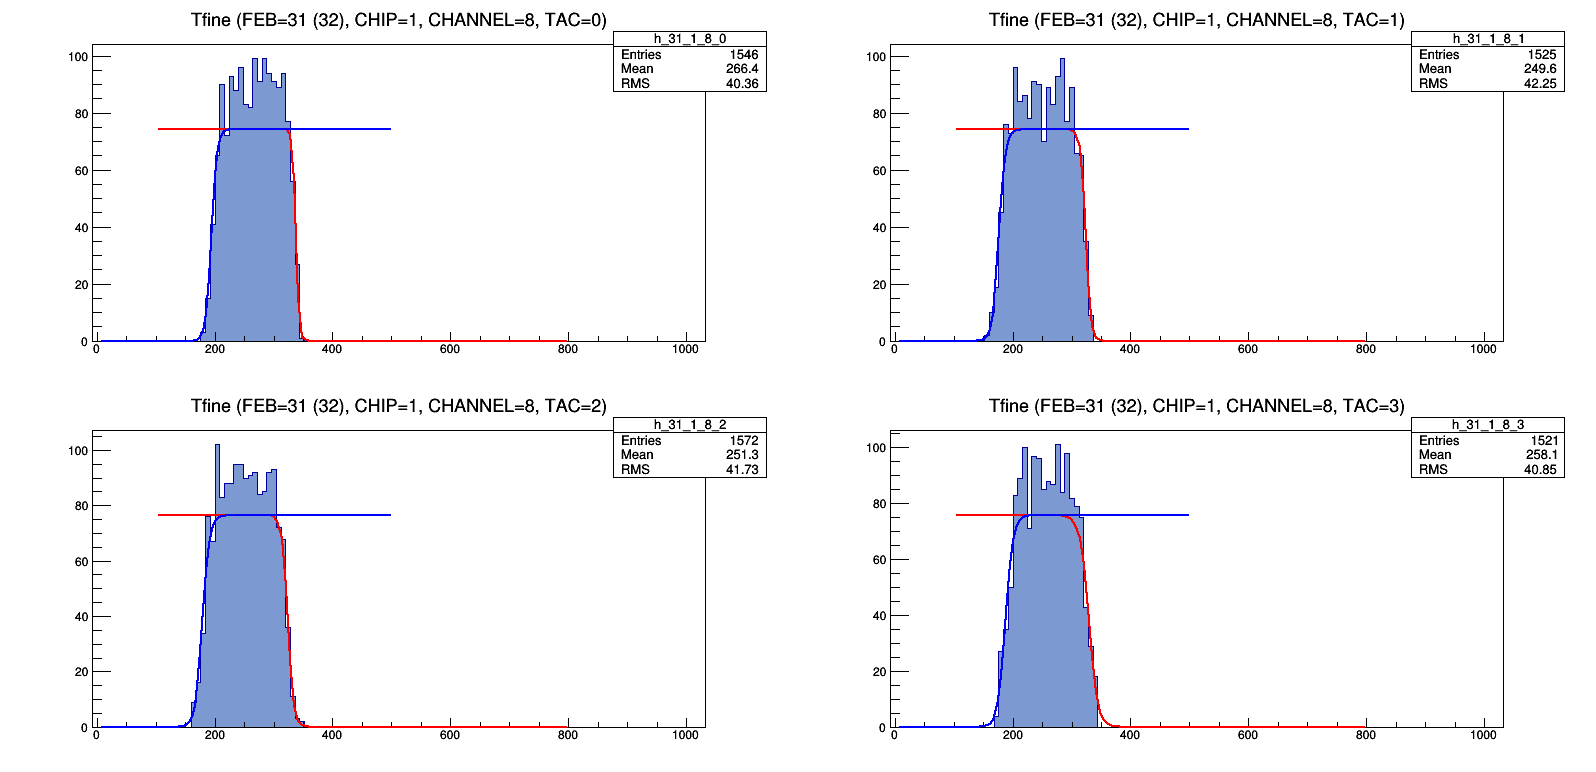 Tfine (FEB=31 (32), CHIP=1, CHANNEL=8, TAC=0)
h_31_1_8_0
Entries 1546
Mean 266.4
RMS 40.36
100
80
60
40
20
0
0 200 400 600 800 1000
Tfine (FEB=31 (32), CHIP=1, CHANNEL=8, TAC=1)
h_31_1_8_1
Entries 1525
Mean 249.6
RMS 42.25
100
80
60
40
20
0
0 200 400 600 800 1000
Tfine (FEB=31 (32), CHIP=1, CHANNEL=8, TAC=2)
h_31_1_8_2
Entries 1572
Mean 251.3
RMS 41.73
100
80
60
40
20
0
0 200 400 600 800 1000
Tfine (FEB=31 (32), CHIP=1, CHANNEL=8, TAC=3)
h_31_1_8_3
Entries 1521
Mean 258.1
RMS 40.85
100
80
60
40
20
0
0 200 400 600 800 1000